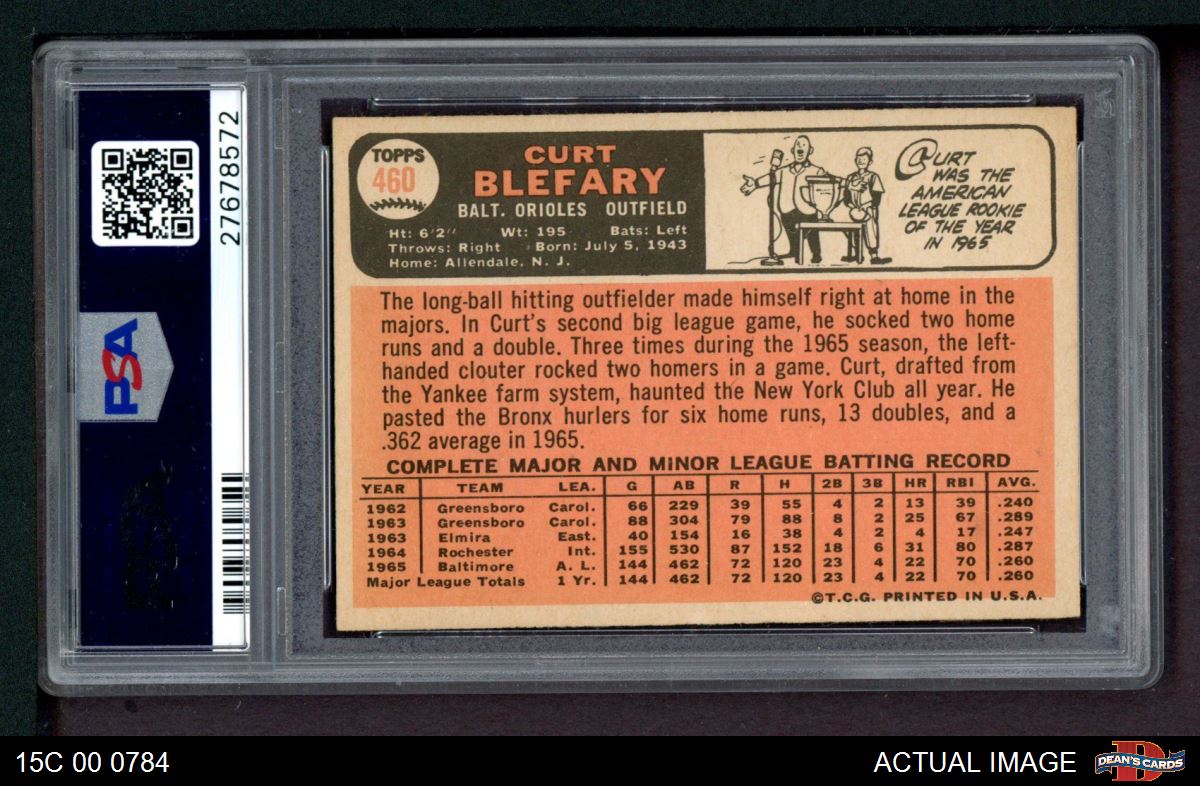 PSA
27678572
TOPPS
460
CURT
BLEFARY
BALT. ORIOLES OUTFIELD
Ht: 6'2" Wt: 195 Bats: Left
Throws: Right Born: July 5, 1943
Home: Allendale, N. J.
CURT
WAS THE
AMERICAN
LEAGUE ROOKIE
OF THE YEAR
IN 1965
The long-ball hitting outfielder made himself right at home in the
majors. In Curt's second big league game, he socked two home
runs and a double. Three times during the 1965 season, the left-
handed clouter rocked two homers in a game. Curt, drafted from
the Yankee farm system, haunted the New York Club all year. He
pasted the Bronx hurlers for six home runs, 13 doubles, and a
.362 average in 1965.
COMPLETE MAJOR AND MINOR LEAGUE BATTING RECORD
YEAR TEAM LEA. G AB R H 2B 3B HR RBI AVG.
1962 Greensboro Carol. 66 229 39 55 4 2 13 39 .240
1963 Greensboro Carol. 88 304 79 88 8 2 25 67 .289
1963 Elmira East. 40 154 16 38 4 2 4 17 .247
1964 Rochester Int. 155 530 87 152 18 6 31 80 .287
1965 Baltimore A. L. 144 462 72 120 23 4 22 70 .260
Major League Totals 1 Yr. 144 462 72 120 23 4 22 70 .260
©T.C.G. PRINTED IN U.S.A.
15C 00 0784
ACTUAL IMAGE
DEAN'S CARDS